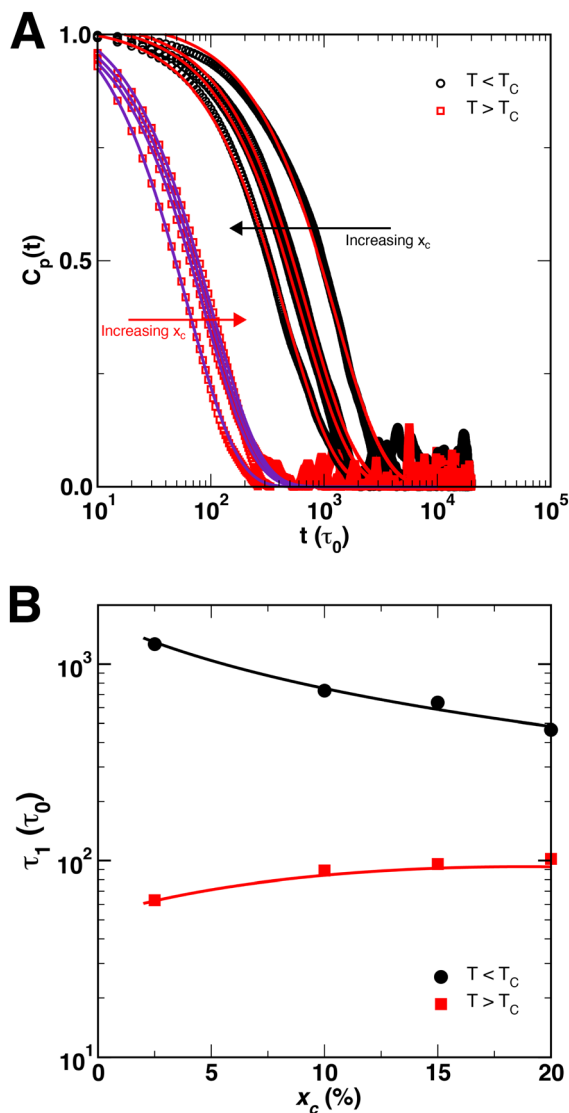 A
1.0
0.5
0.0
C_p(t)
T < T_C
T > T_C
Increasing x_c
Increasing x_c
10^1
10^2
10^3
10^4
10^5
t (τ_0)
B
10^3
10^2
10^1
τ_1 (τ_0)
T < T_C
T > T_C
0
5
10
15
20
x_c (%)